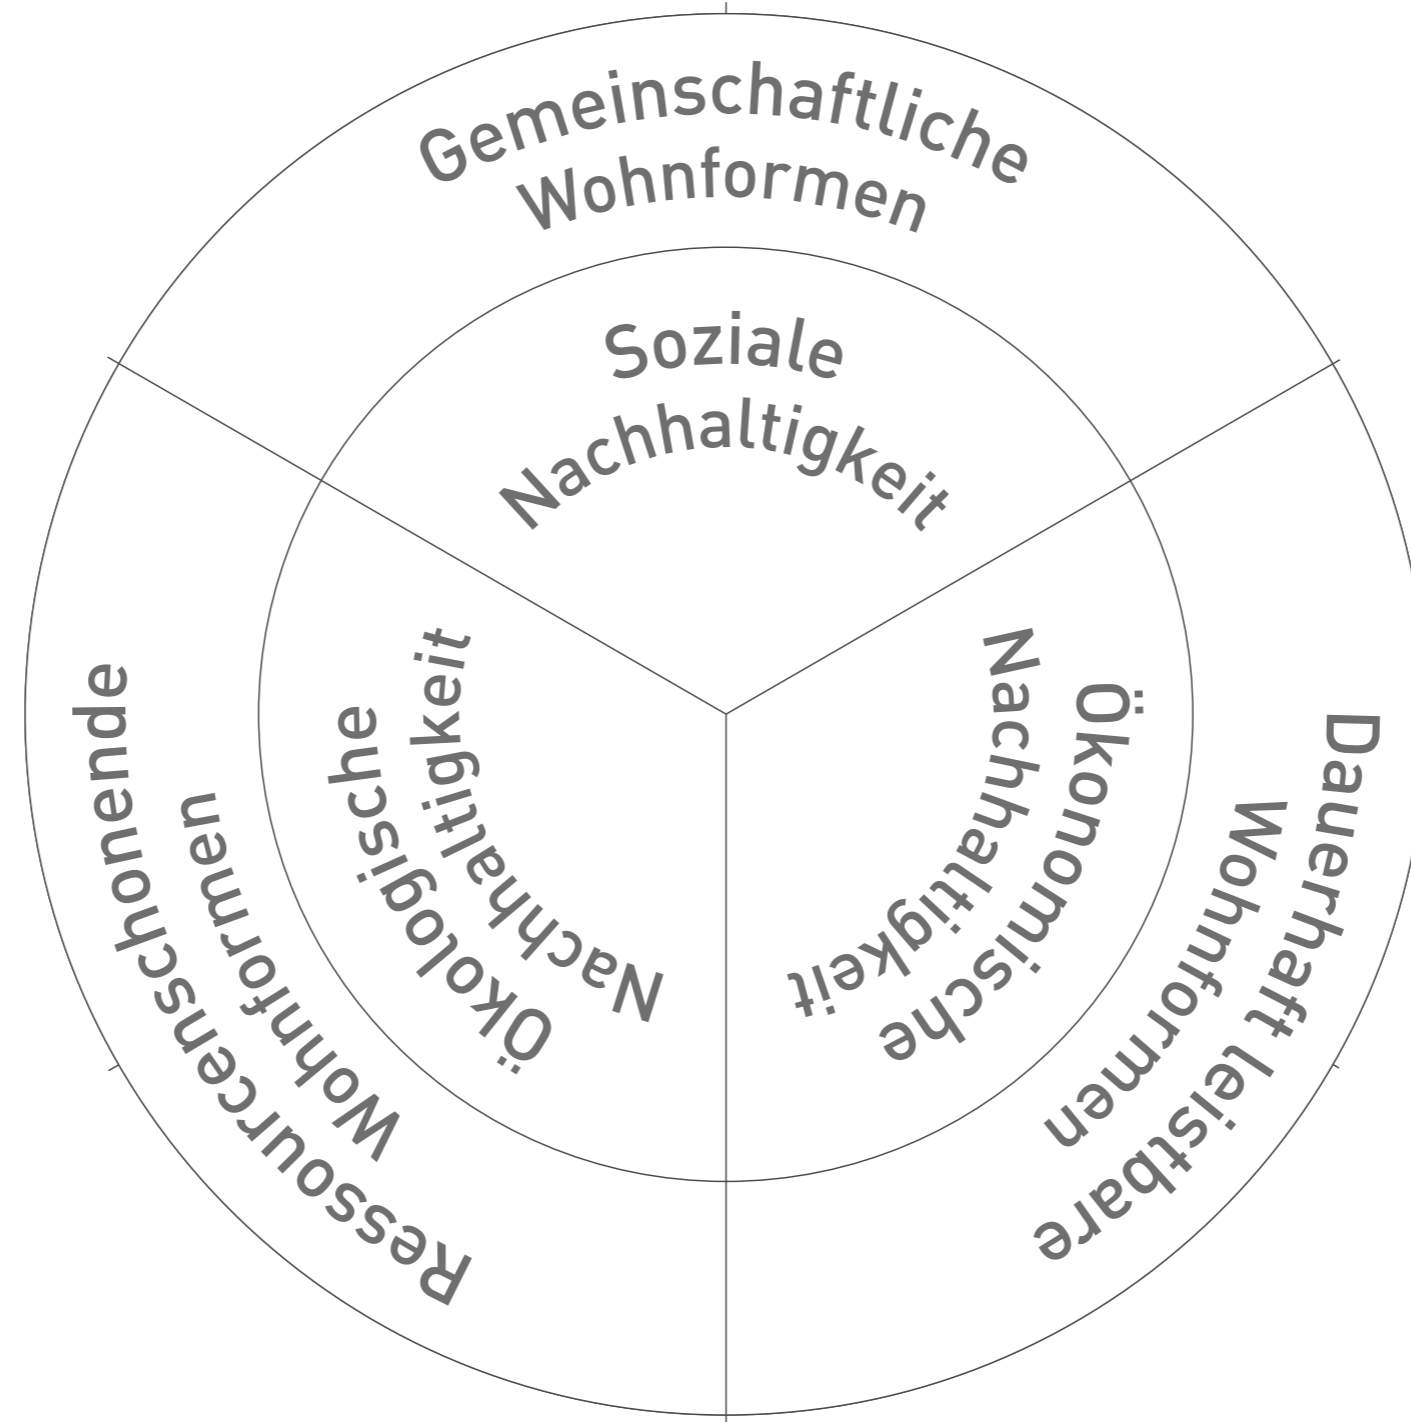 Gemeinschaftliche
Wohnformen
Soziale
Nachhaltigkeit
Ökonomische
Nachhaltigkeit
Dauerhaft leistbare
Wohnformen
Ökologische
Nachhaltigkeit
Ressourcenschonende
Wohnformen